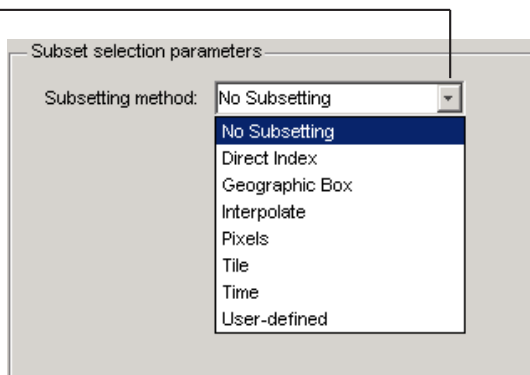 Subset selection parameters
Subsetting method: No Subsetting
No Subsetting
Direct Index
Geographic Box
Interpolate
Pixels
Tile
Time
User-defined